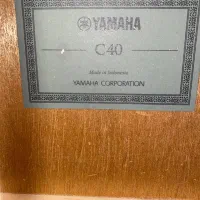 YAMAHA
C40
Made in Indonesia
YAMAHA CORPORATION